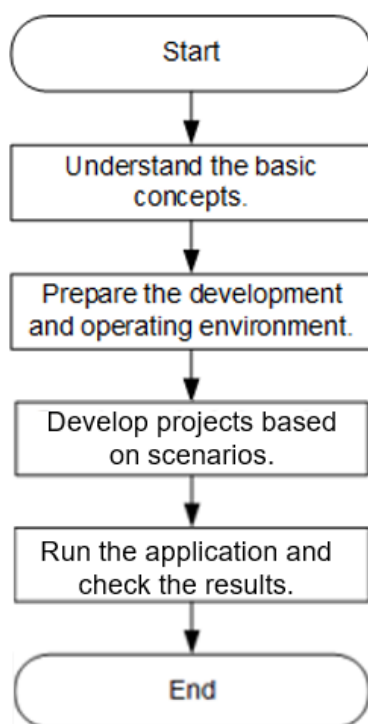 Start
Understand the basic
concepts.
Prepare the development
and operating environment.
Develop projects based
on scenarios.
Run the application and
check the results.
End